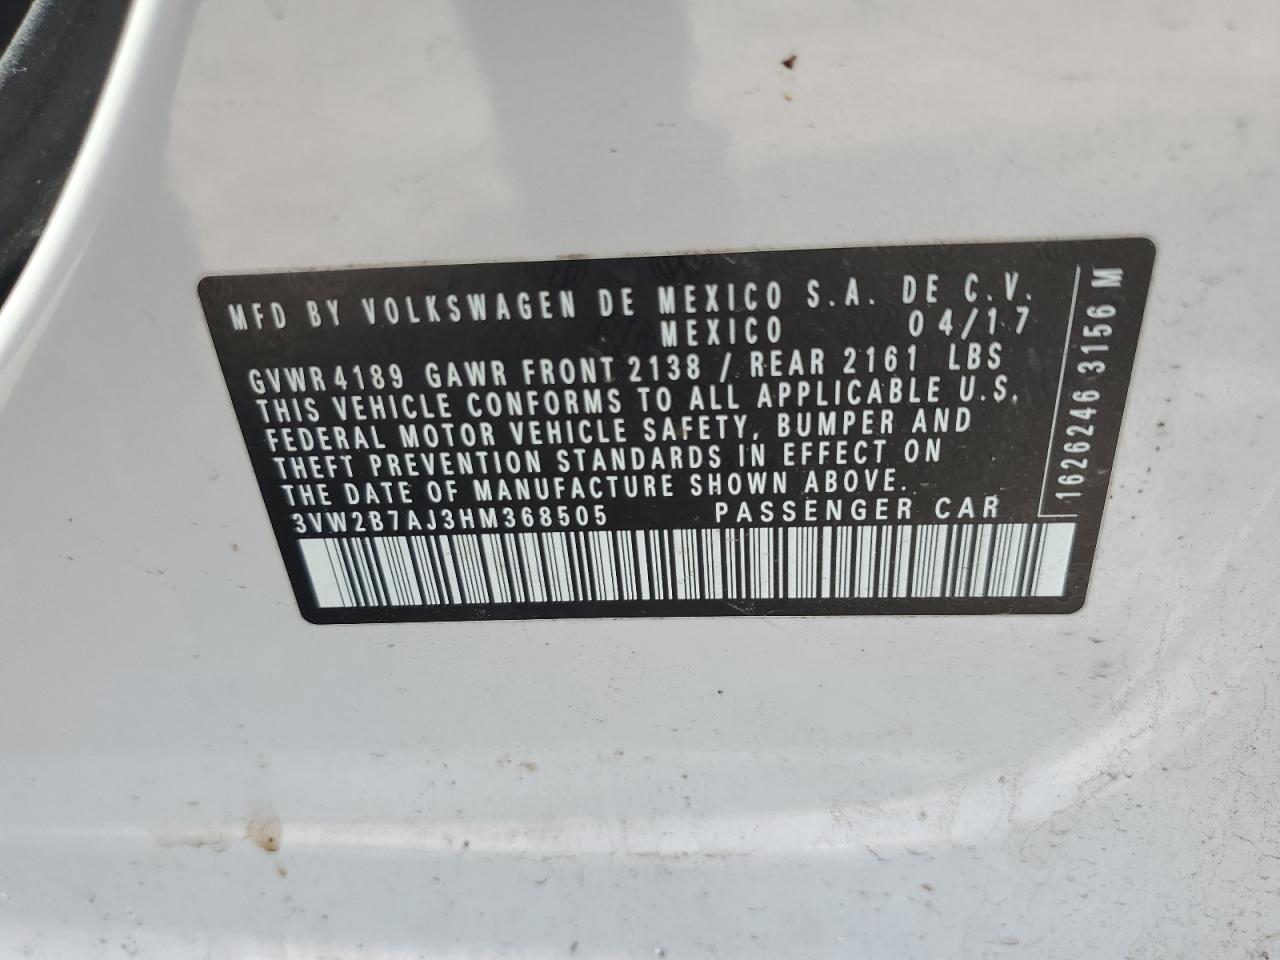 MFD BY VOLKSWAGEN DE MEXICO S.A. DE C.V.
MEXICO 04/17
GVWR 4189 GAWR FRONT 2138 / REAR 2161 LBS
THIS VEHICLE CONFORMS TO ALL APPLICABLE U.S.
FEDERAL MOTOR VEHICLE SAFETY, BUMPER AND
THEFT PREVENTION STANDARDS IN EFFECT ON
THE DATE OF MANUFACTURE SHOWN ABOVE.
3VW2B7AJ3HM368505 PASSENGER CAR
1626246 3156 M